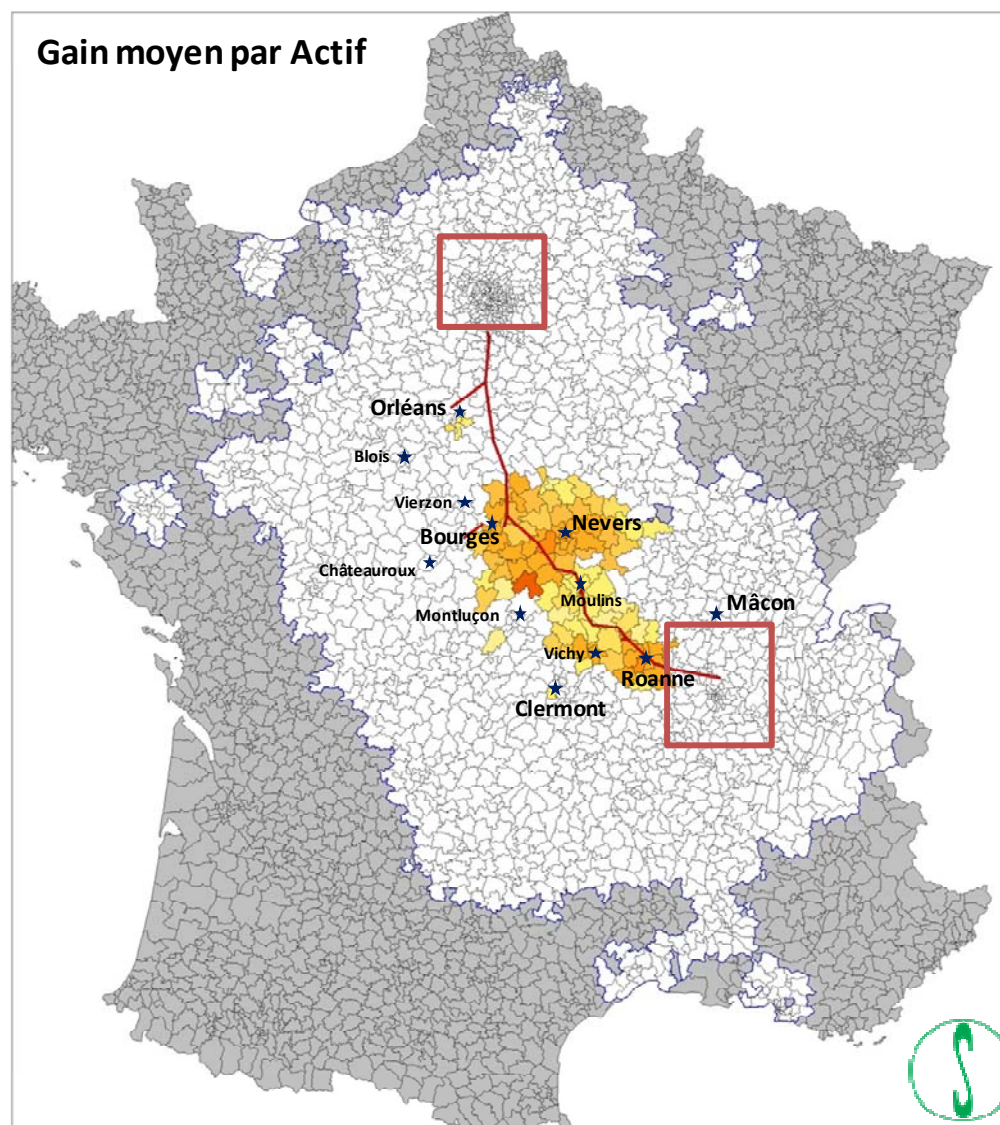 Gain moyen par Actif
Orléans
Blois
Vierzon
Nevers
Bourges
Châteauroux
Moulins
Mâcon
Montluçon
Vichy
Roanne
Clermont